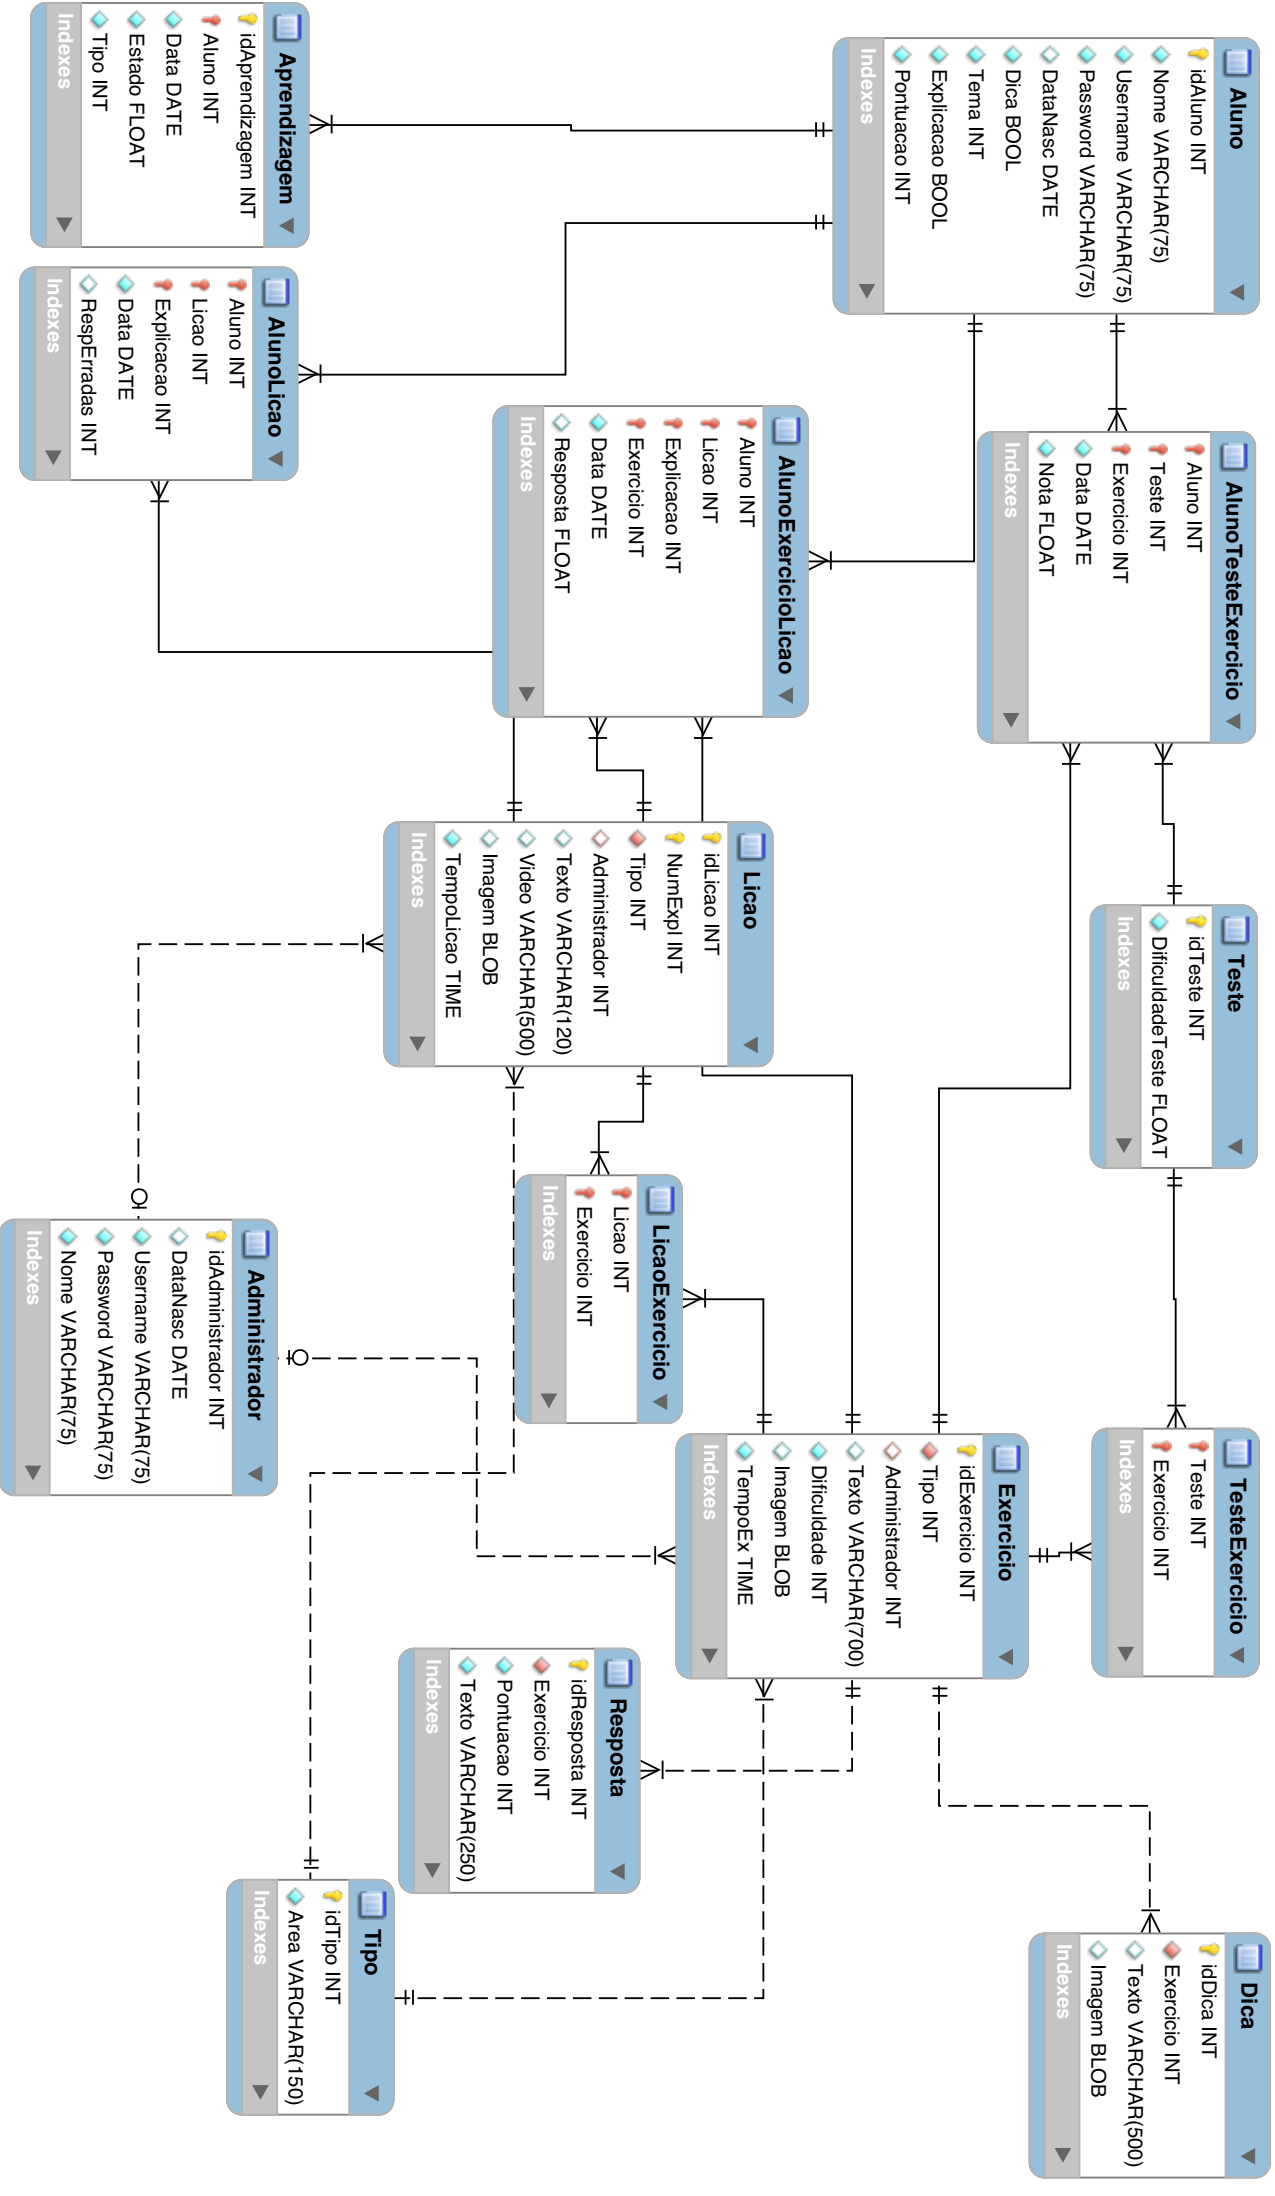 Aluno
idAluno INT
Nome VARCHAR(75)
Username VARCHAR(75)
Password VARCHAR(75)
DataNasc DATE
Dica BOOL
Tema INT
Explicacao BOOL
Pontuacao INT
Indexes
AlunoTesteExercicio
Aluno INT
Teste INT
Exercicio INT
Data DATE
Nota FLOAT
Indexes
Teste
idTeste INT
DificuldadeTeste FLOAT
Indexes
TesteExercicio
Teste INT
Exercicio INT
Indexes
Dica
idDica INT
Exercicio INT
Texto VARCHAR(500)
Imagem BLOB
Indexes
AlunoExercicioLicao
Aluno INT
Licao INT
Explicacao INT
Exercicio INT
Data DATE
Resposta FLOAT
Indexes
Licao
idLicao INT
NumExpl INT
Tipo INT
Administrador INT
Texto VARCHAR(120)
Video VARCHAR(500)
Imagem BLOB
TempoLicao TIME
Indexes
LicaoExercicio
Licao INT
Exercicio INT
Indexes
Exercicio
idExercicio INT
Tipo INT
Administrador INT
Texto VARCHAR(700)
Dificuldade INT
Imagem BLOB
TempoEx TIME
Indexes
Resposta
idResposta INT
Exercicio INT
Pontuacao INT
Texto VARCHAR(250)
Indexes
Aprendizagem
idAprendizagem INT
Aluno INT
Data DATE
Estado FLOAT
Tipo INT
Indexes
AlunoLicao
Aluno INT
Licao INT
Explicacao INT
Data DATE
RespErradas INT
Indexes
Administrador
idAdministrador INT
DataNasc DATE
Username VARCHAR(75)
Password VARCHAR(75)
Nome VARCHAR(75)
Indexes
Tipo
idTipo INT
Area VARCHAR(150)
Indexes